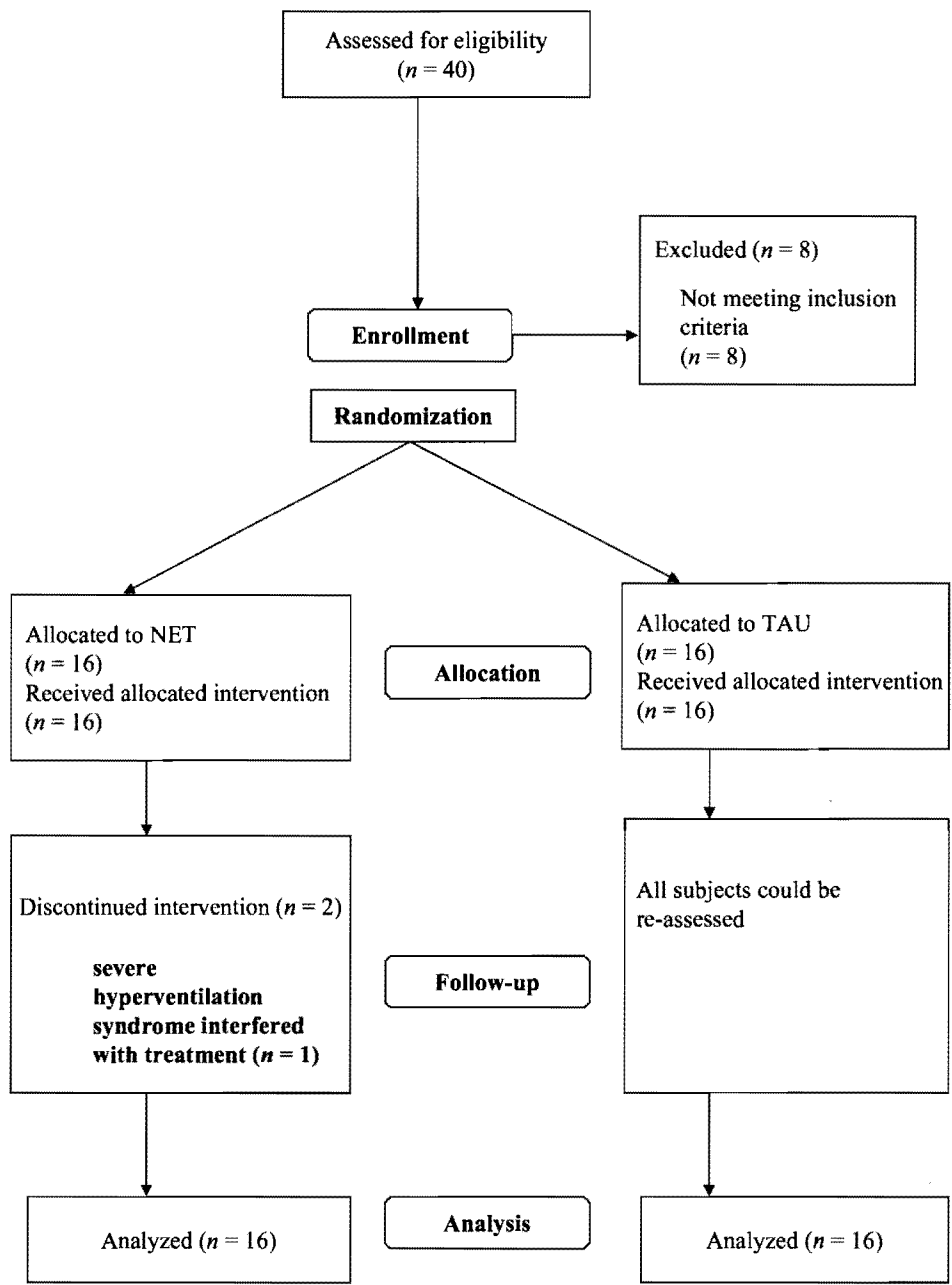 Assessed for eligibility
(n = 40)
Excluded (n = 8)
Not meeting inclusion
criteria
(n = 8)
Enrollment
Randomization
Allocated to NET
(n = 16)
Received allocated intervention
(n = 16)
Allocation
Allocated to TAU
(n = 16)
Received allocated intervention
(n = 16)
Discontinued intervention (n = 2)
severe
hyperventilation
syndrome interfered
with treatment (n = 1)
Follow-up
All subjects could be
re-assessed
Analyzed (n = 16)
Analysis
Analyzed (n = 16)